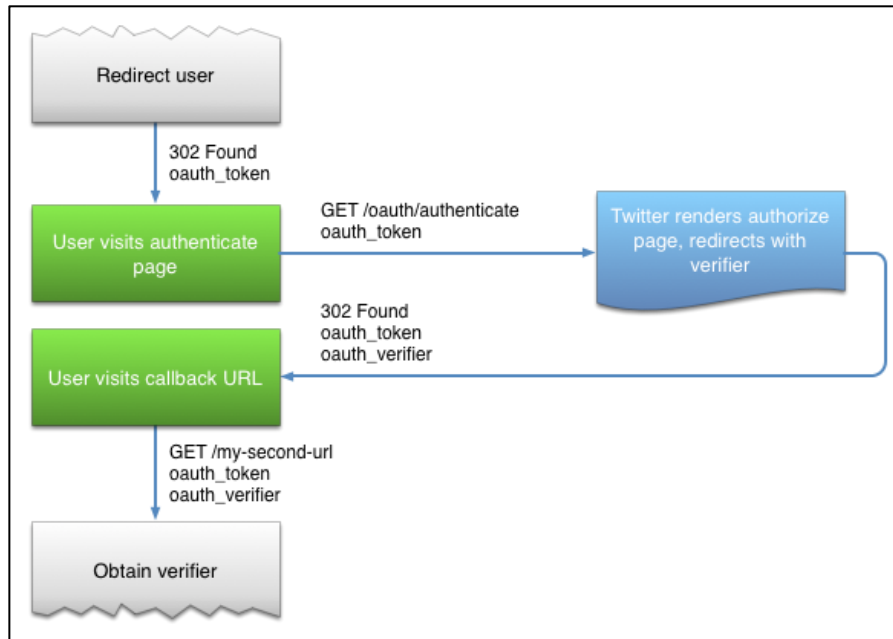 Redirect user
302 Found
oauth_token
User visits authenticate
page
GET /oauth/authenticate
oauth_token
Twitter renders authorize
page, redirects with
verifier
302 Found
oauth_token
oauth_verifier
User visits callback URL
GET /my-second-url
oauth_token
oauth_verifier
Obtain verifier